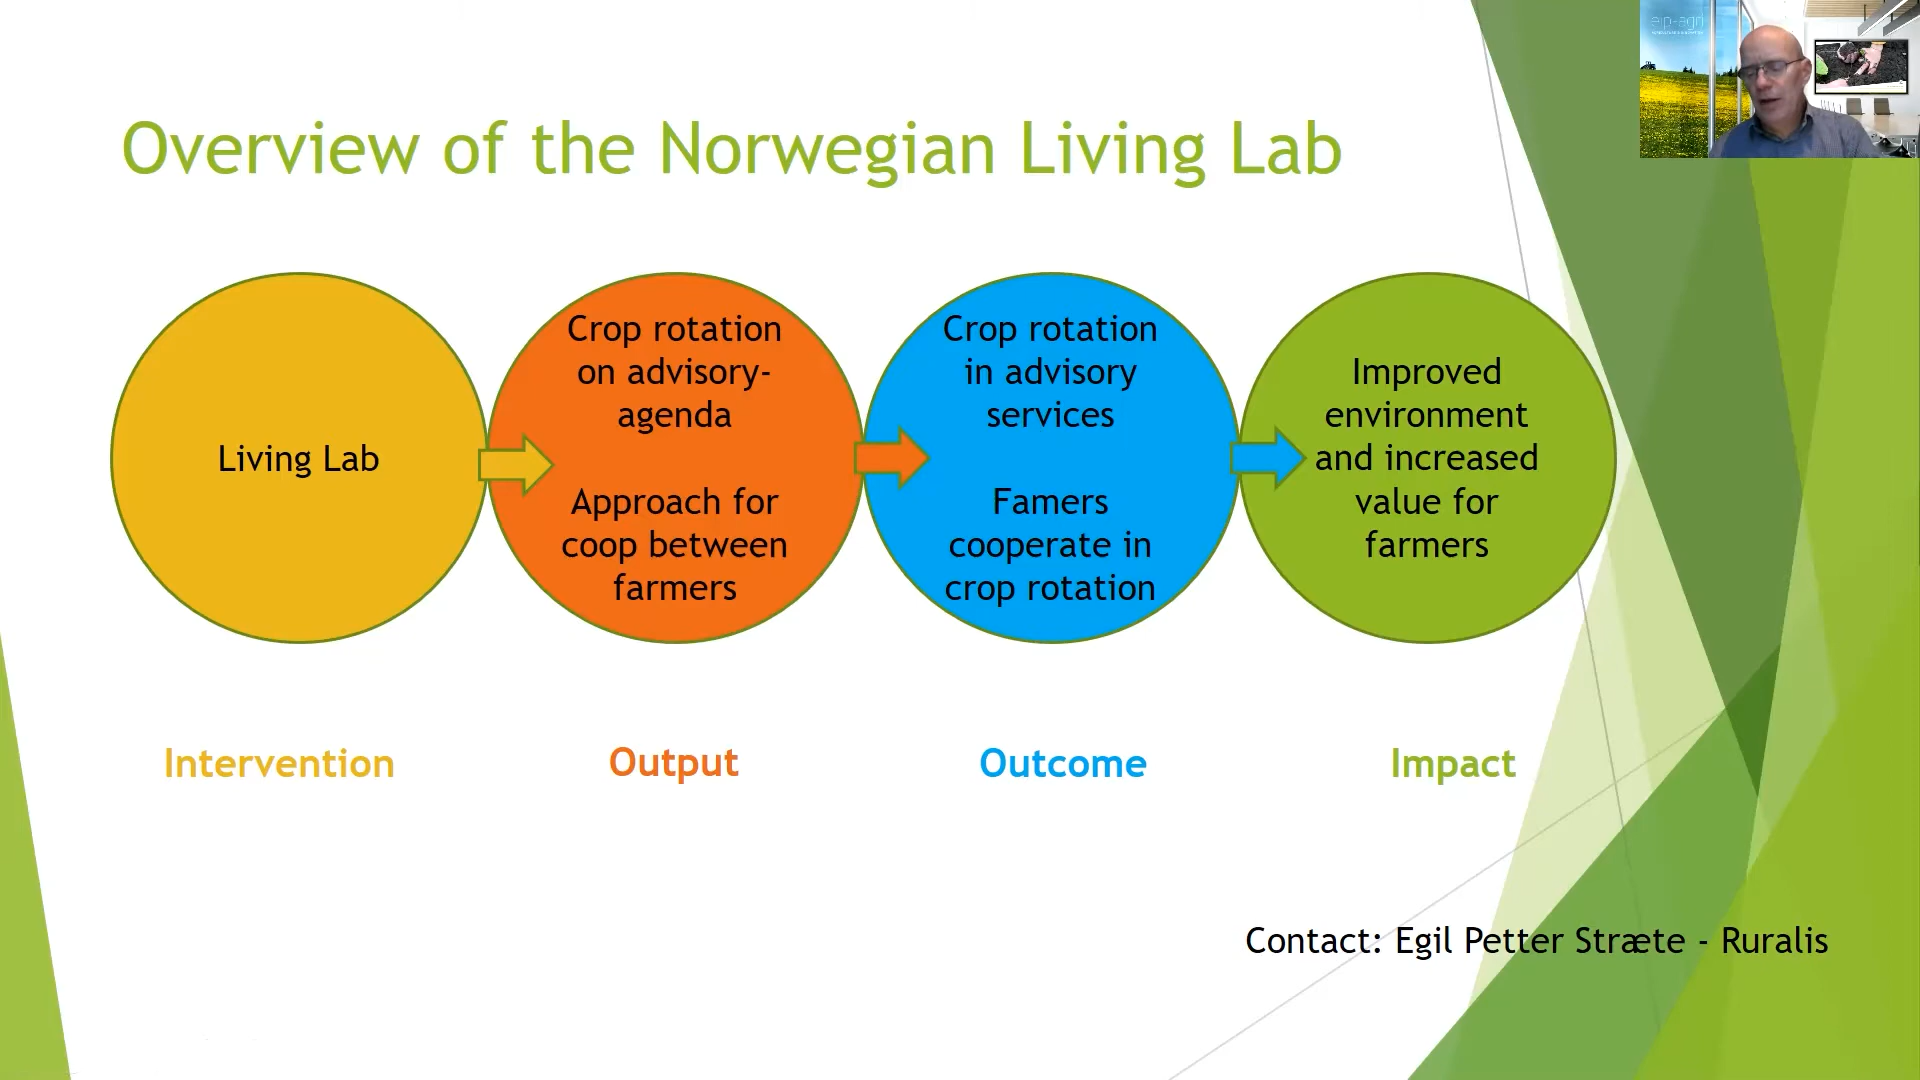 Overview of the Norwegian Living Lab
eip-agri
Living Lab
Crop rotation
on advisory-
agenda
Approach for
coop between
farmers
Crop rotation
in advisory
services
Famers
cooperate in
crop rotation
Improved
environment
and increased
value for
farmers
Intervention
Output
Outcome
Impact
Contact: Egil Petter Stræte - Ruralis